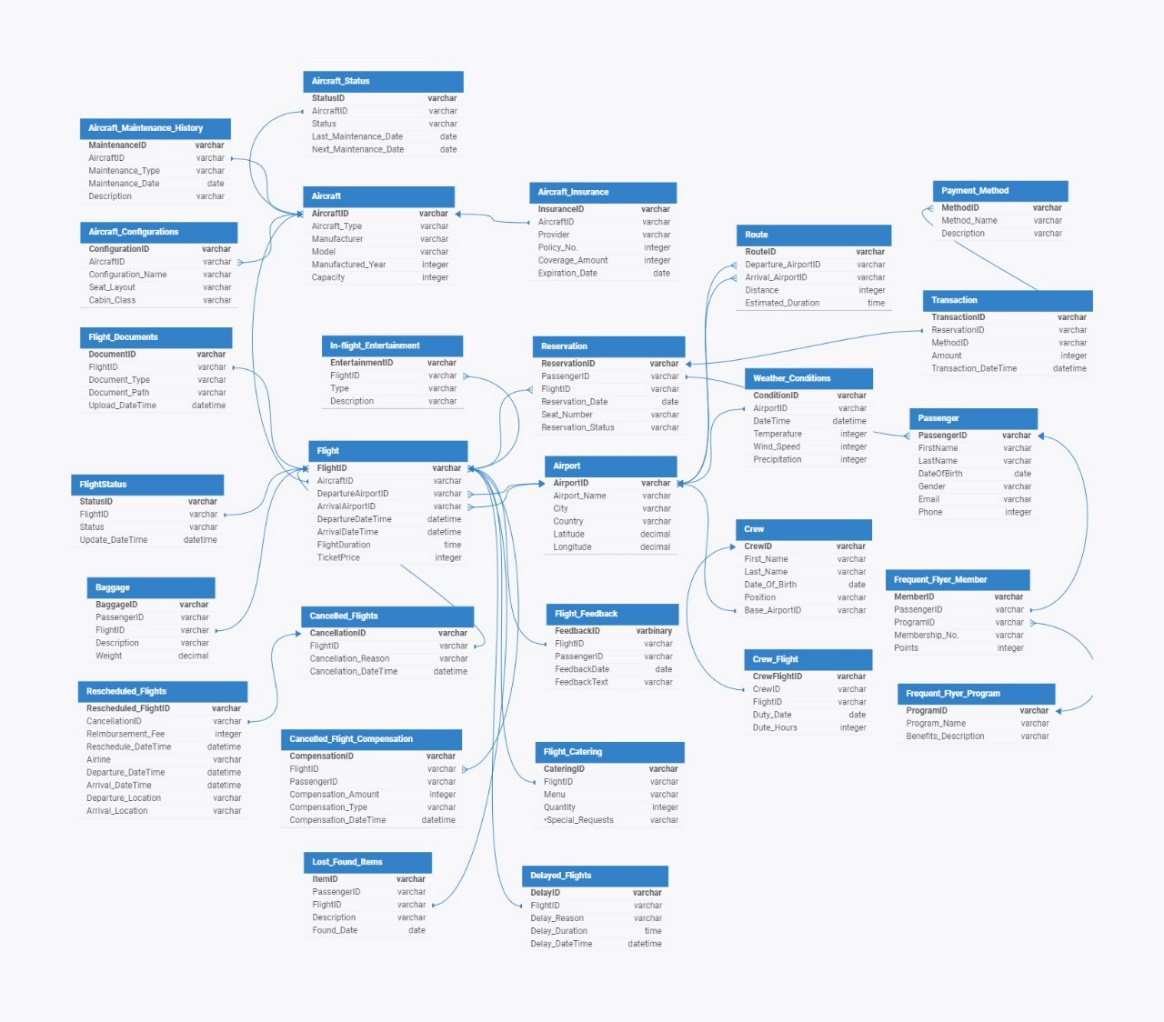 Aircraft_Status
StatusID varchar
AircraftID varchar
Status varchar
Last_Maintenance_Date date
Next_Maintenance_Date date
Aircraft_Maintenance_History
MaintenanceID varchar
AircraftID varchar
Maintenance_Type varchar
Maintenance_Date date
Description varchar
Aircraft
AircraftID varchar
Aircraft_Type varchar
Manufacturer varchar
Model varchar
Manufactured_Year integer
Capacity integer
Aircraft_Insurance
InsuranceID varchar
AircraftID varchar
Provider varchar
Policy_No. integer
Coverage_Amount integer
Expiration_Date date
Payment_Method
MethodID varchar
Method_Name varchar
Description varchar
Aircraft_Configurations
ConfigurationID varchar
AircraftID varchar
Configuration_Name varchar
Seat_Layout varchar
Cabin_Class varchar
Route
RouteID varchar
Departure_AirportID varchar
Arrival_AirportID varchar
Distance integer
Estimated_Duration time
Transaction
TransactionID varchar
ReservationID varchar
MethodID varchar
Amount integer
Transaction_DateTime datetime
Flight_Documents
DocumentID varchar
FlightID varchar
Document_Type varchar
Document_Path varchar
Upload_DateTime datetime
In-flight_Entertainment
EntertainmentID varchar
FlightID varchar
Type varchar
Description varchar
Reservation
ReservationID varchar
PassengerID varchar
FlightID varchar
Reservation_Date date
Seat_Number varchar
Reservation_Status varchar
Weather_Conditions
ConditionID varchar
AirportID varchar
DateTime datetime
Temperature integer
Wind_Speed integer
Precipitation integer
Passenger
PassengerID varchar
FirstName varchar
LastName varchar
DateOfBirth date
Gender varchar
Email varchar
Phone integer
Flight
FlightID varchar
AircraftID varchar
DepartureAirportID varchar
ArrivalAirportID varchar
DepartureDateTime datetime
ArrivalDateTime datetime
FlightDuration time
TicketPrice integer
Airport
AirportID varchar
Airport_Name varchar
City varchar
Country varchar
Latitude decimal
Longitude decimal
FlightStatus
StatusID varchar
FlightID varchar
Status varchar
Update_DateTime datetime
Crew
CrewID varchar
First_Name varchar
Last_Name varchar
Date_Of_Birth date
Position varchar
Base_AirportID varchar
Baggage
BaggageID varchar
PassengerID varchar
FlightID varchar
Description varchar
Weight decimal
Frequent_Flyer_Member
MemberID varchar
PassengerID varchar
ProgramID varchar
Membership_No. varchar
Points integer
Cancelled_Flights
CancellationID varchar
FlightID varchar
Cancellation_Reason varchar
Cancellation_DateTime datetime
Flight_Feedback
FeedbackID varbinary
FlightID varchar
PassengerID varchar
FeedbackDate date
FeedbackText varchar
Crew_Flight
CrewFlightID varchar
CrewID varchar
FlightID varchar
Duty_Date date
Dute_Hours integer
Rescheduled_Flights
Rescheduled_FlightID varchar
CancellationID varchar
Reimbursement_Fee integer
Reschedule_DateTime datetime
Airline varchar
Departure_DateTime datetime
Arrival_DateTime datetime
Departure_Location varchar
Arrival_Location varchar
Frequent_Flyer_Program
ProgramID varchar
Program_Name varchar
Benefits_Description varchar
Cancelled_Flight_Compensation
CompensationID varchar
FlightID varchar
PassengerID varchar
Compensation_Amount integer
Compensation_Type varchar
Compensation_DateTime datetime
Flight_Catering
CateringID varchar
FlightID varchar
Menu varchar
Quantity integer
•Special_Requests varchar
Lost_Found_Items
ItemID varchar
PassengerID varchar
FlightID varchar
Description varchar
Found_Date date
Delayed_Flights
DelayID varchar
FlightID varchar
Delay_Reason varchar
Delay_Duration time
Delay_DateTime datetime